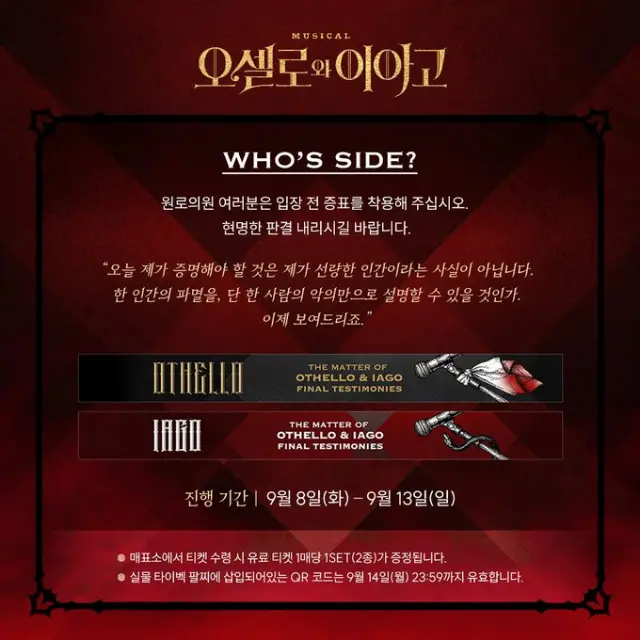 MUSICAL
오셀로와 이아고
WHO'S SIDE?
원로의원 여러분은 입장 전 증표를 착용해 주십시오.
현명한 판결 내리시길 바랍니다.
“오늘 제가 증명해야 할 것은 제가 선량한 인간이라는 사실이 아닙니다.
한 인간의 파멸을, 단 한 사람의 악의만으로 설명할 수 있을 것인가.
이제 보여드리죠.”
OTHELLO
THE MATTER OF
OTHELLO & IAGO
FINAL TESTIMONIES
IAGO
THE MATTER OF
OTHELLO & IAGO
FINAL TESTIMONIES
진행 기간 | 9월 8일(화) – 9월 13일(일)
매표소에서 티켓 수령 시 유료 티켓 1매당 1SET(2종)가 증정됩니다.
실물 타이벡 팔찌에 삽입되어있는 QR 코드는 9월 14일(월) 23:59까지 유효합니다.